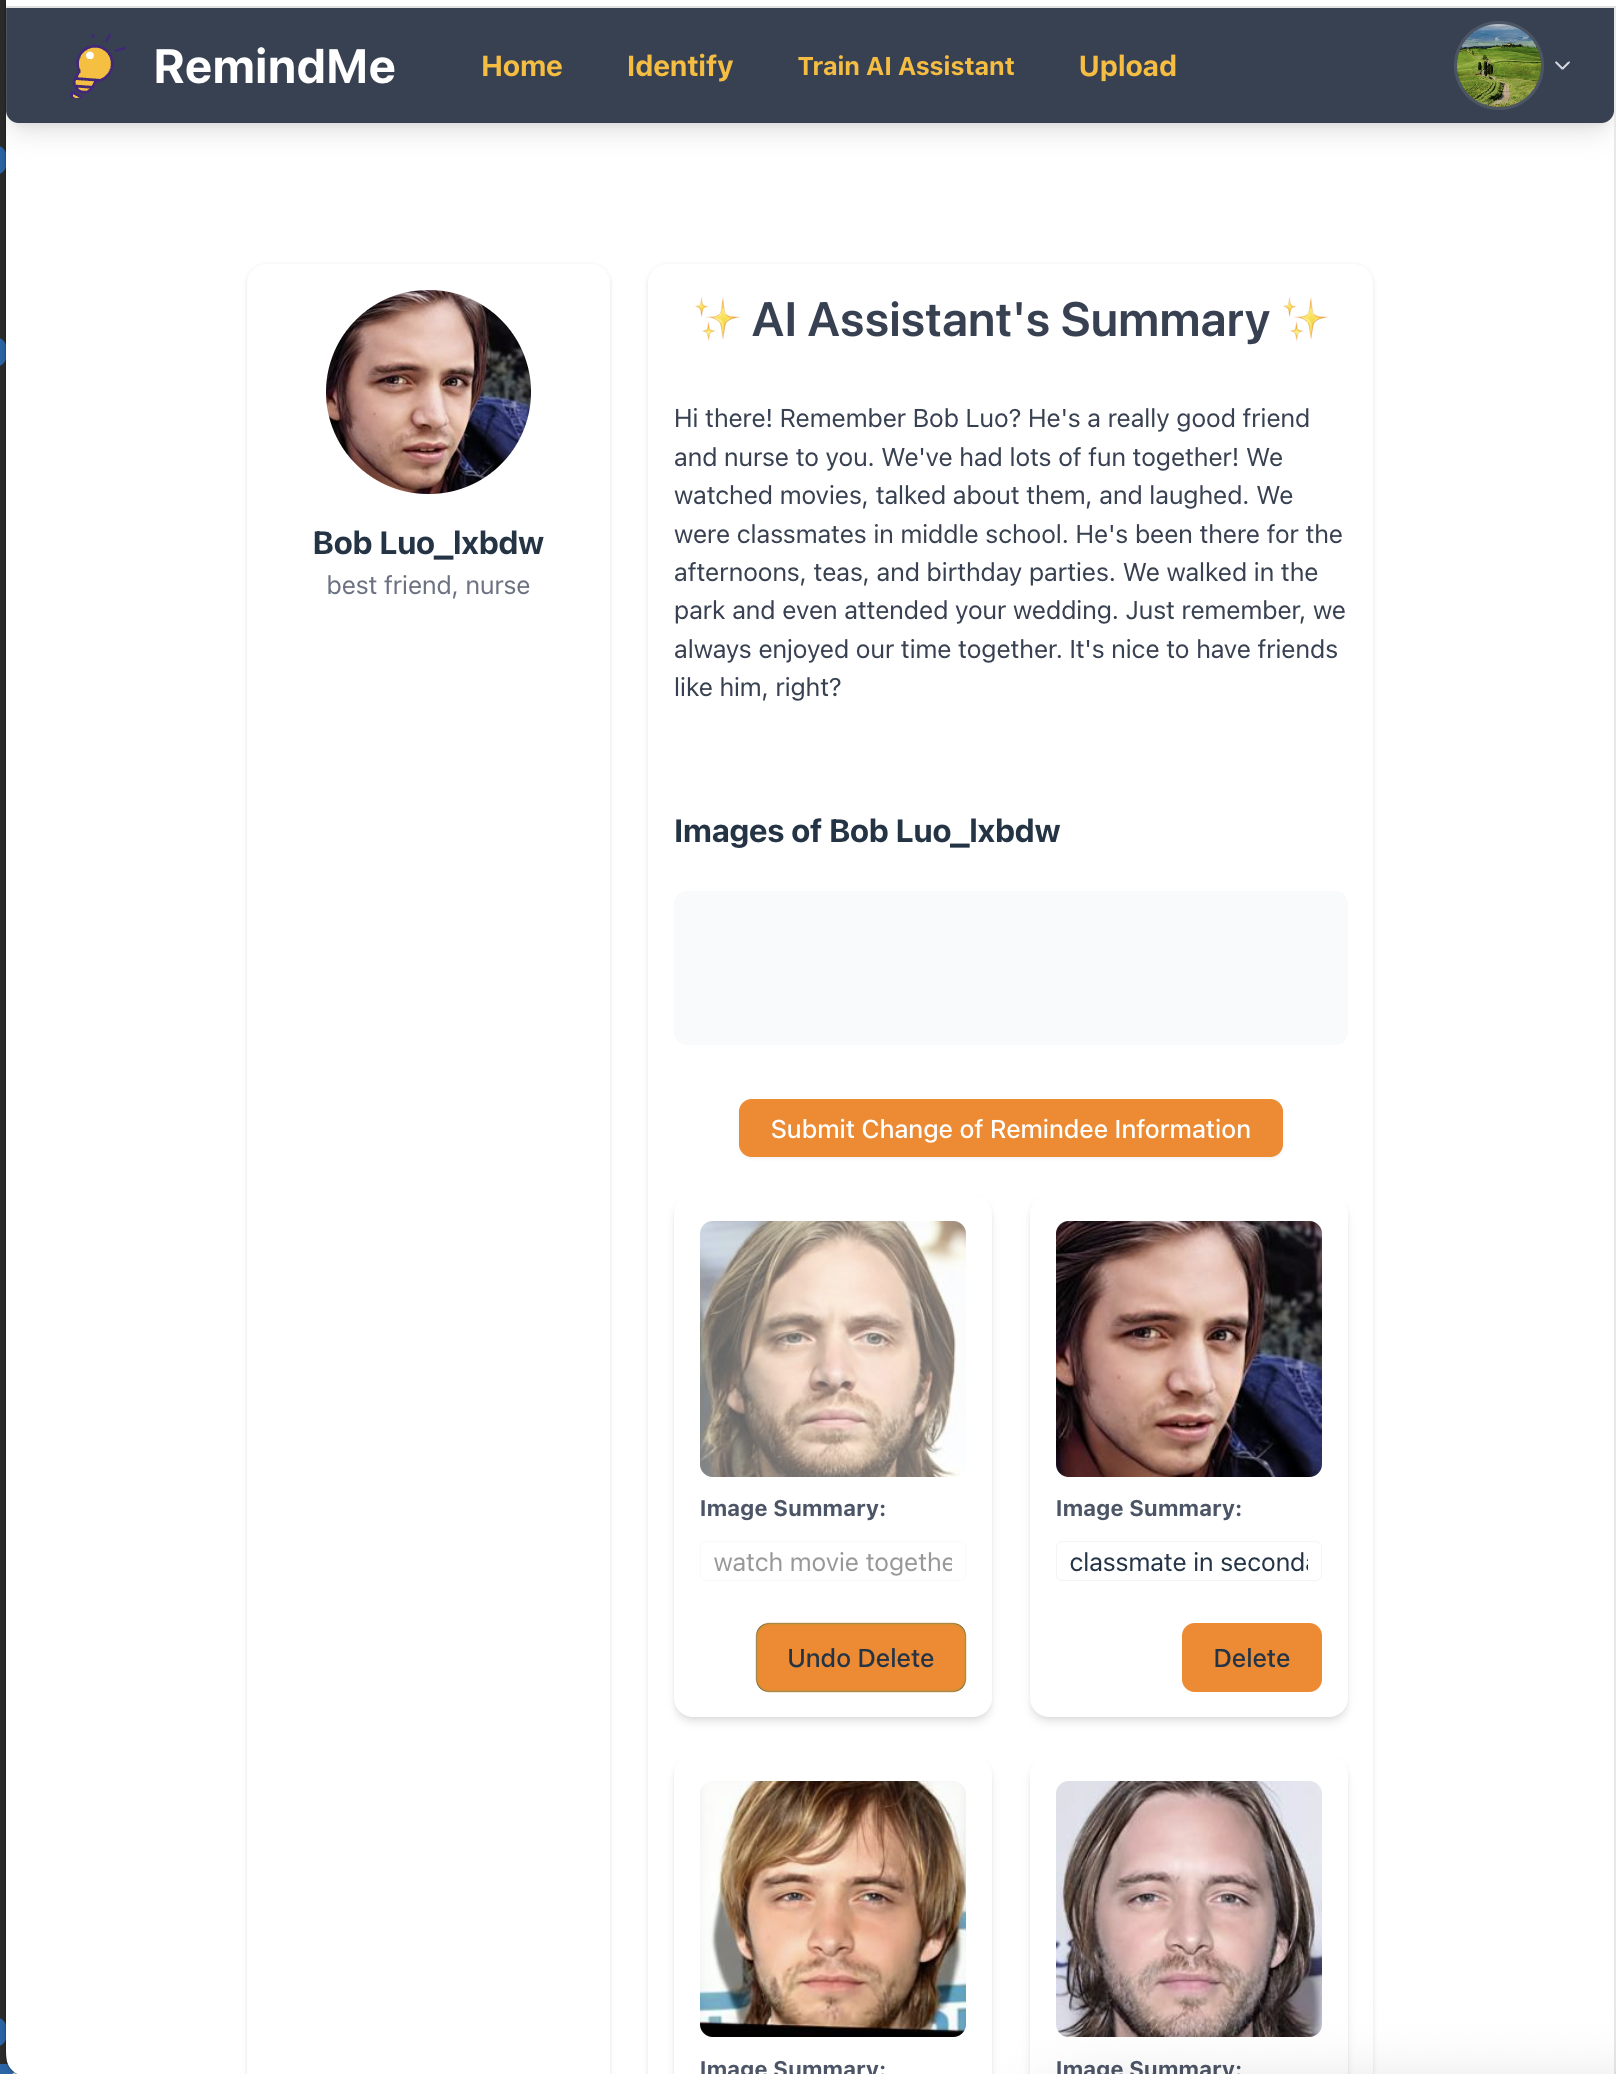 RemindMe
Home
Identify
Train AI Assistant
Upload
Bob Luo_lxbdw
best friend, nurse
✨ AI Assistant's Summary ✨
Hi there! Remember Bob Luo? He's a really good friend
and nurse to you. We've had lots of fun together! We
watched movies, talked about them, and laughed. We
were classmates in middle school. He's been there for the
afternoons, teas, and birthday parties. We walked in the
park and even attended your wedding. Just remember, we
always enjoyed our time together. It's nice to have friends
like him, right?
Images of Bob Luo_lxbdw
Submit Change of Remindee Information
Image Summary:
watch movie togethe
Undo Delete
Image Summary:
classmate in seconda
Delete
Image Summary:
Image Summary: